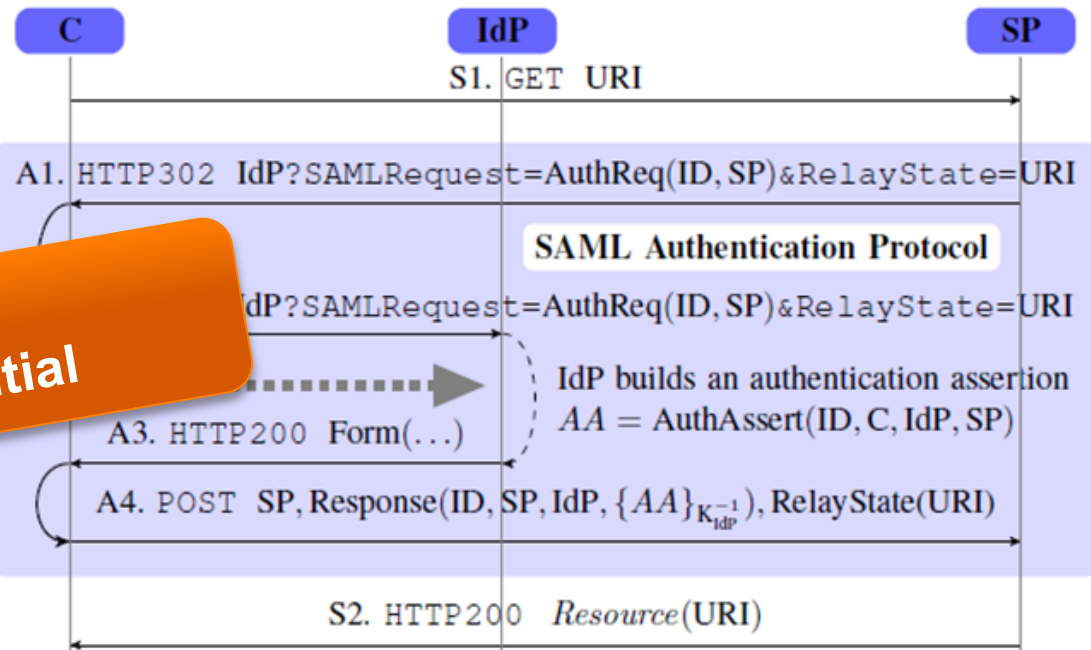 C IdP SP
S1. GET URI
A1. HTTP302 IdP?SAMLRequest=AuthReq(ID, SP)&RelayState=URI
SAML Authentication Protocol
dP?SAMLRequest=AuthReq(ID, SP)&RelayState=URI
tial
IdP builds an authentication assertion
AA = AuthAssert(ID, C, IdP, SP)
A3. HTTP200 Form(...)
A4. POST SP, Response(ID, SP, IdP, {AA}K⁻¹IdP), RelayState(URI)
S2. HTTP200 Resource(URI)